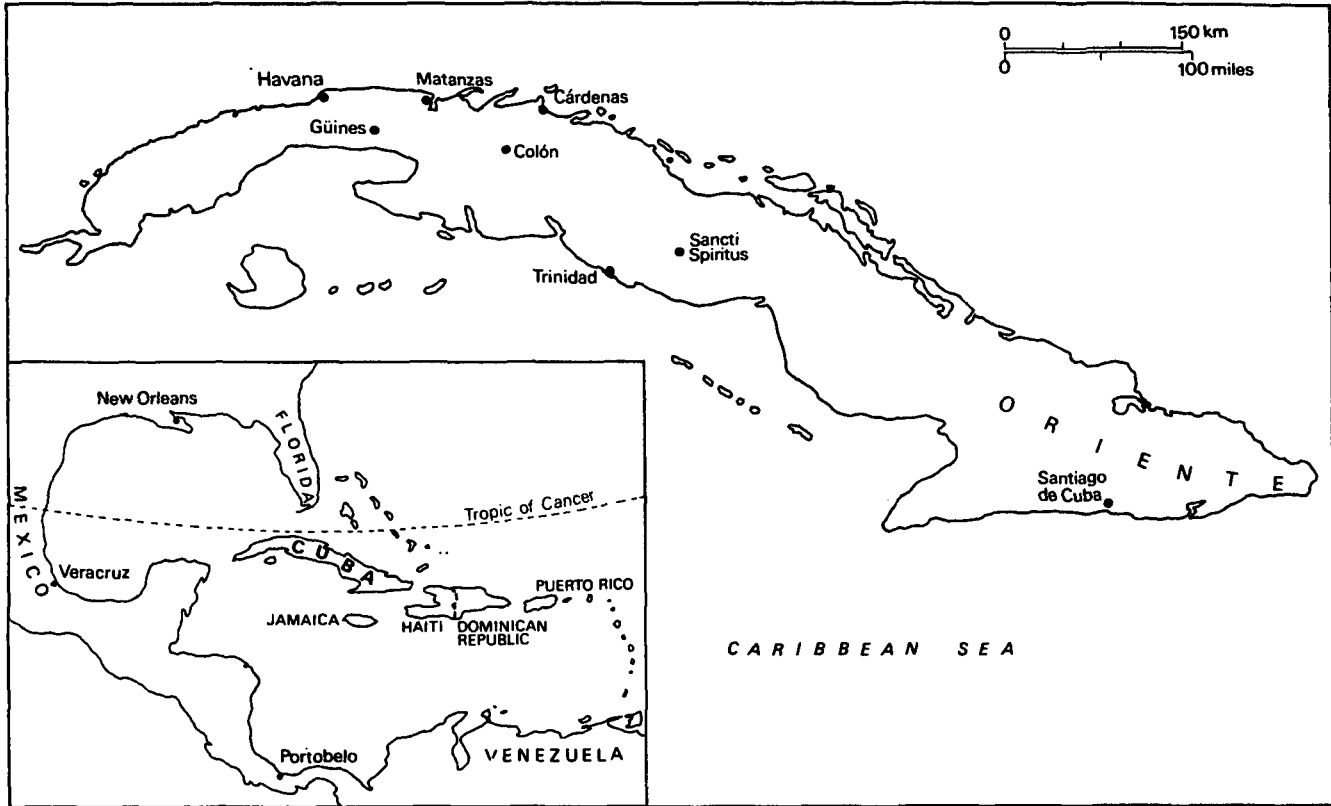 0 150 km
0 100 miles
Havana
Matanzas
Cárdenas
Güines
Colón
Sancti
Spiritus
Trinidad
ORIENTE
Santiago
de Cuba
CARIBBEAN SEA
New Orleans
FLORIDA
MEXICO
Tropic of Cancer
CUBA
Veracruz
PUERTO RICO
JAMAICA
HAITI
DOMINICAN
REPUBLIC
Portobelo
VENEZUELA